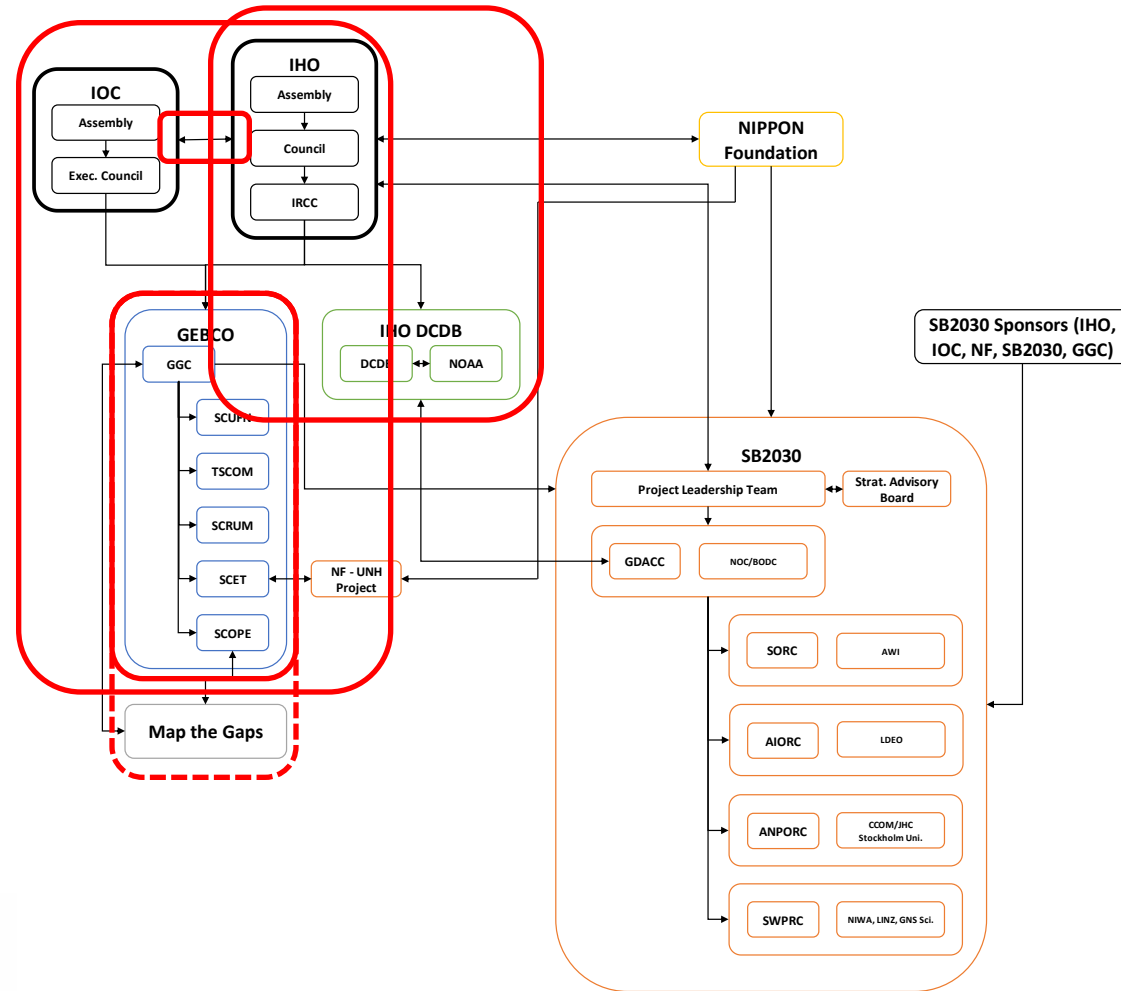 IOC
Assembly
Exec. Council
IHO
Assembly
Council
IRCC
NIPPON
Foundation
GEBCO
GGC
SCUFN
TSCOM
SCRUM
SCET
SCOPE
IHO DCDB
DCDB
NOAA
NF - UNH
Project
Map the Gaps
SB2030 Sponsors (IHO,
IOC, NF, SB2030, GGC)
SB2030
Project Leadership Team
Strat. Advisory
Board
GDACC
NOC/BODC
SORC
AWI
AIORC
LDEO
ANPORC
CCOM/JHC
Stockholm Uni.
SWPRC
NIWA, LINZ, GNS Sci.